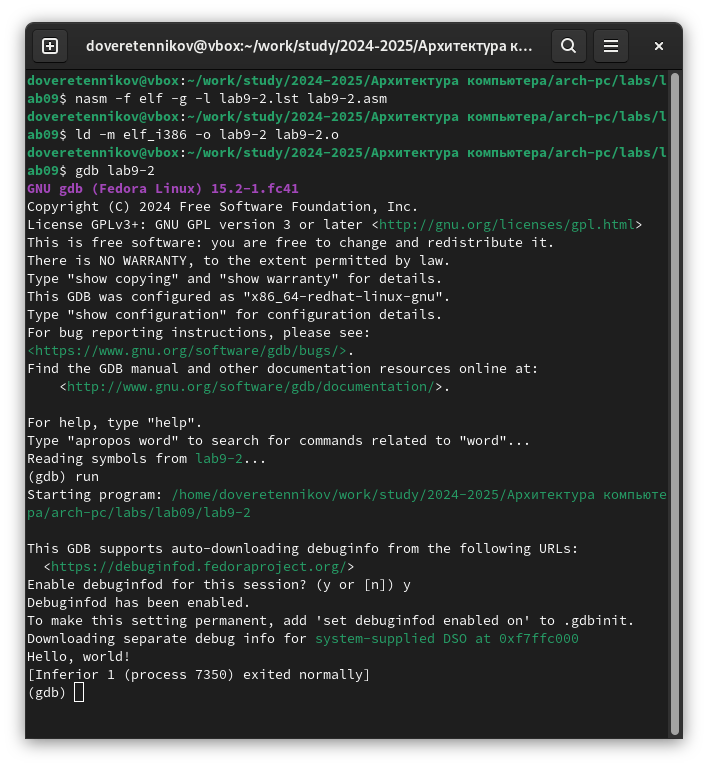 doveretennikov@vbox:~/work/study/2024-2025/Архитектура к...
doveretennikov@vbox:~/work/study/2024-2025/Архитектура компьютера/arch-pc/labs/l
ab09$ nasm -f elf -g -l lab9-2.lst lab9-2.asm
doveretennikov@vbox:~/work/study/2024-2025/Архитектура компьютера/arch-pc/labs/l
ab09$ ld -m elf_i386 -o lab9-2 lab9-2.o
doveretennikov@vbox:~/work/study/2024-2025/Архитектура компьютера/arch-pc/labs/l
ab09$ gdb lab9-2
GNU gdb (Fedora Linux) 15.2-1.fc41
Copyright (C) 2024 Free Software Foundation, Inc.
License GPLv3+: GNU GPL version 3 or later <http://gnu.org/licenses/gpl.html>
This is free software: you are free to change and redistribute it.
There is NO WARRANTY, to the extent permitted by law.
Type "show copying" and "show warranty" for details.
This GDB was configured as "x86_64-redhat-linux-gnu".
Type "show configuration" for configuration details.
For bug reporting instructions, please see:
<https://www.gnu.org/software/gdb/bugs/>.
Find the GDB manual and other documentation resources online at:
    <http://www.gnu.org/software/gdb/documentation/>.

For help, type "help".
Type "apropos word" to search for commands related to "word"...
Reading symbols from lab9-2...
(gdb) run
Starting program: /home/doveretennikov/work/study/2024-2025/Архитектура компьюте
ра/arch-pc/labs/lab09/lab9-2

This GDB supports auto-downloading debuginfo from the following URLs:
  <https://debuginfod.fedoraproject.org/>
Enable debuginfod for this session? (y or [n]) y
Debuginfod has been enabled.
To make this setting permanent, add 'set debuginfod enabled on' to .gdbinit.
Downloading separate debug info for system-supplied DSO at 0xf7ffc000
Hello, world!
[Inferior 1 (process 7350) exited normally]
(gdb)